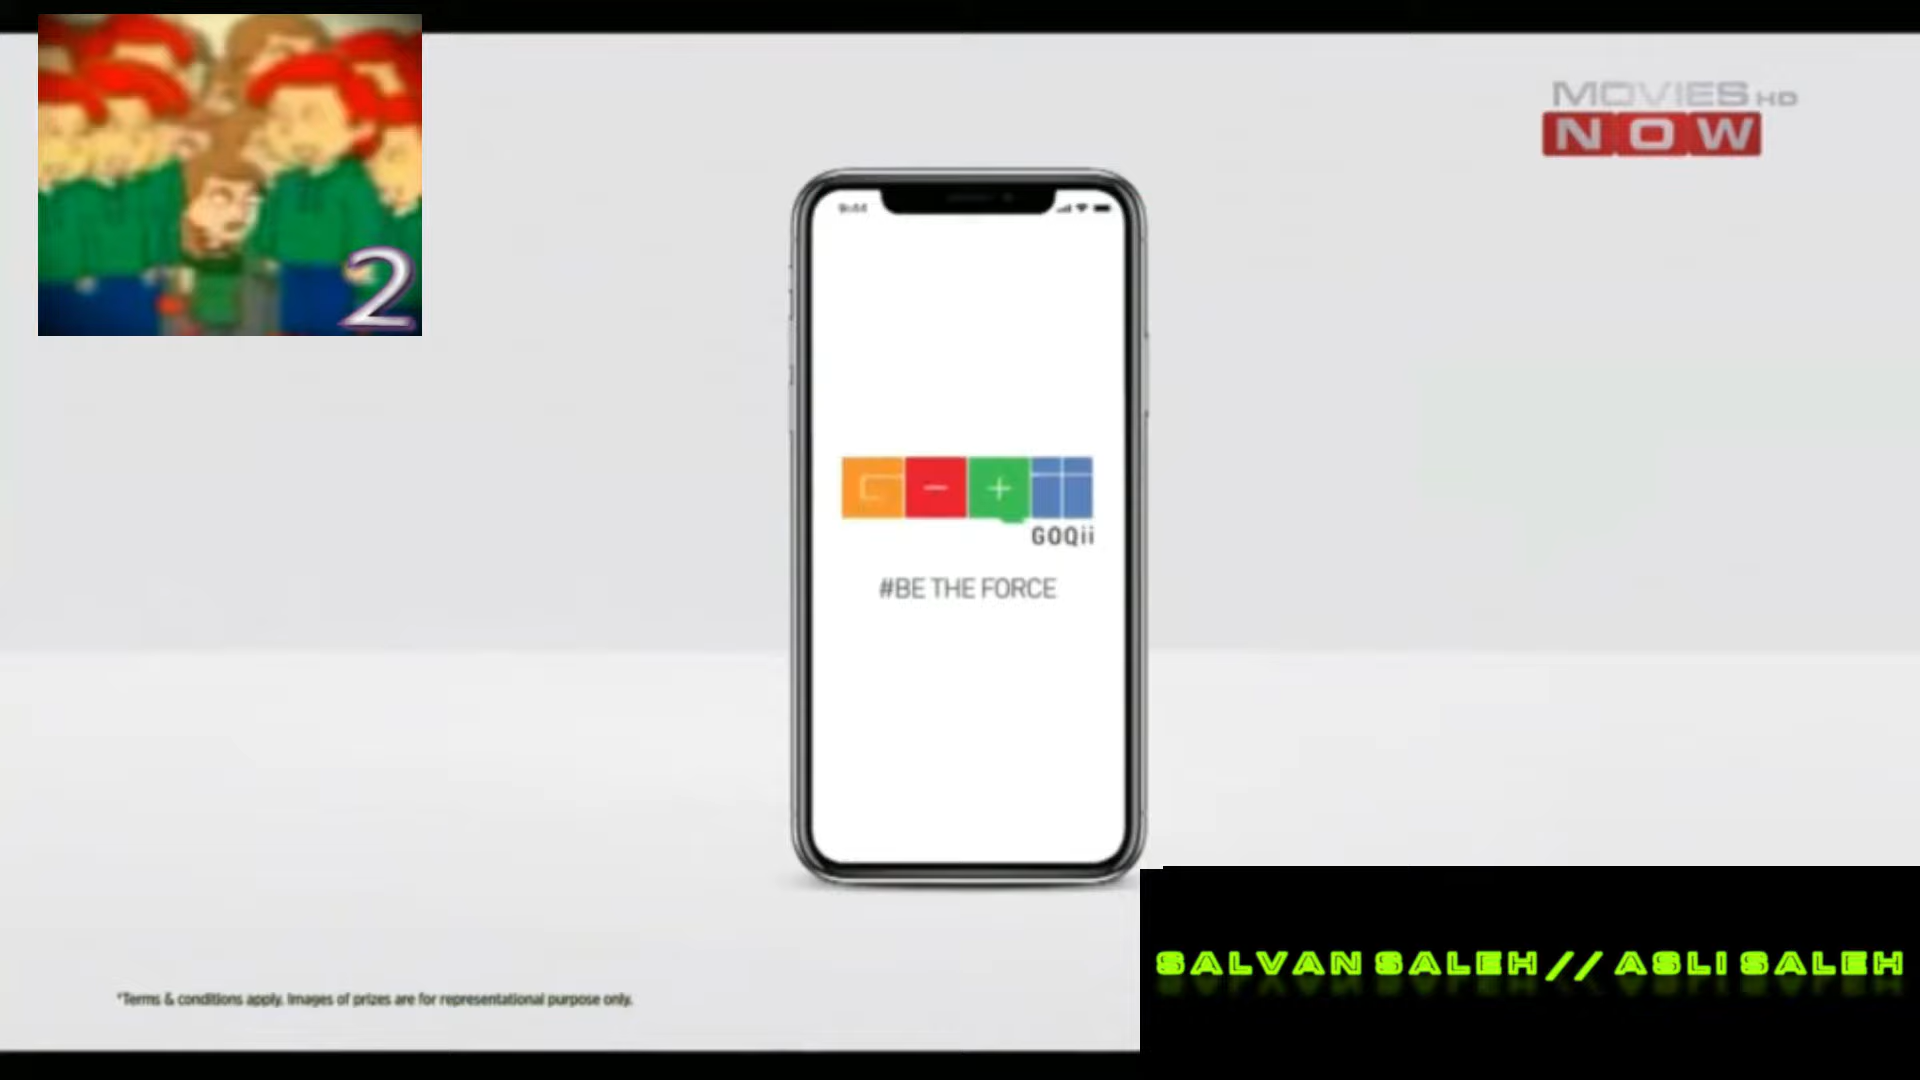 2
MOVIES HD
NOW
GOQii
#BE THE FORCE
*Terms & conditions apply. Images of prizes are for representational purpose only.
SALVAN SALEH // ASLI SALEH